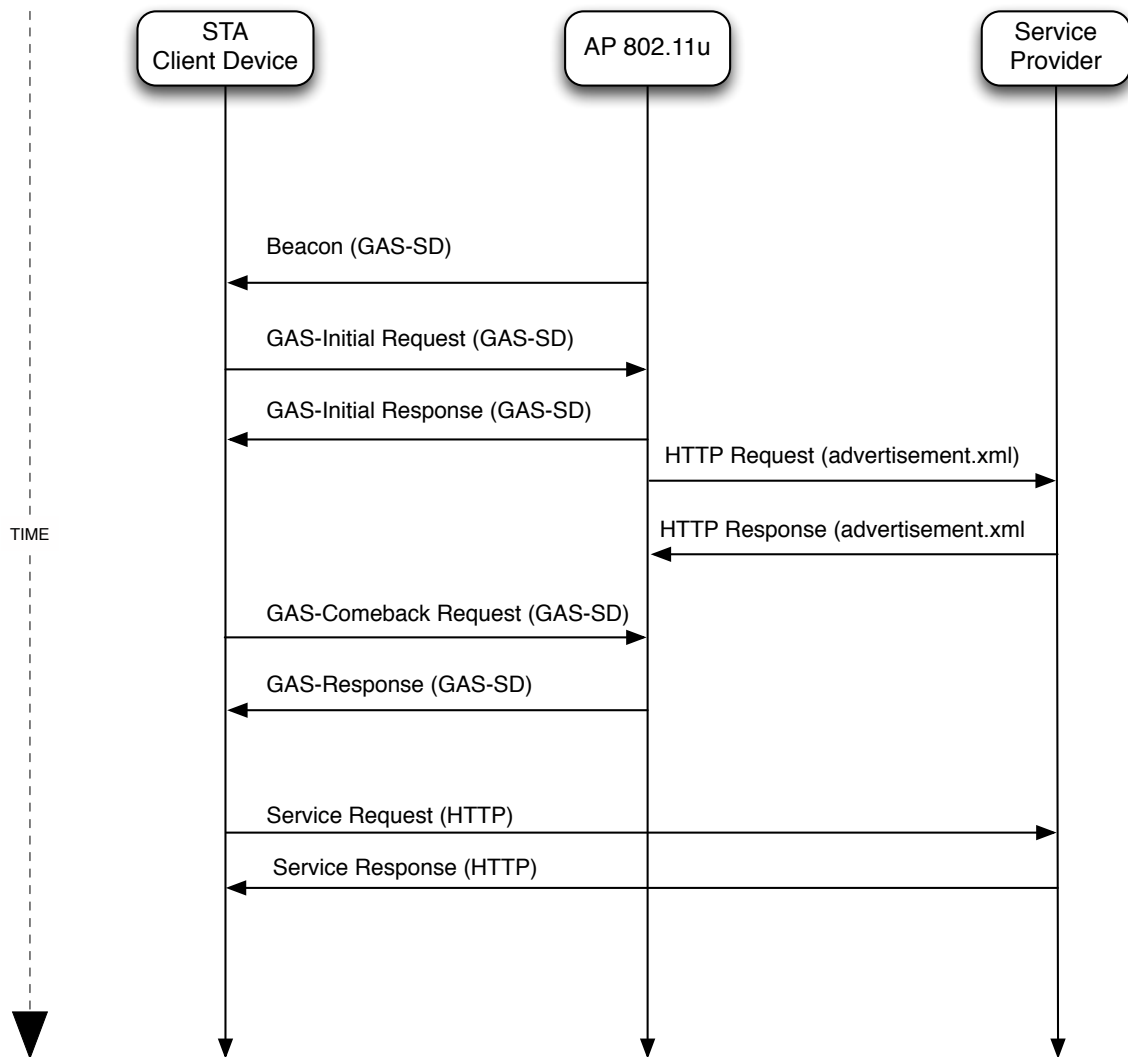 STA
Client Device
AP 802.11u
Service
Provider
Beacon (GAS-SD)
GAS-Initial Request (GAS-SD)
GAS-Initial Response (GAS-SD)
HTTP Request (advertisement.xml)
TIME
HTTP Response (advertisement.xml
GAS-Comeback Request (GAS-SD)
GAS-Response (GAS-SD)
Service Request (HTTP)
Service Response (HTTP)